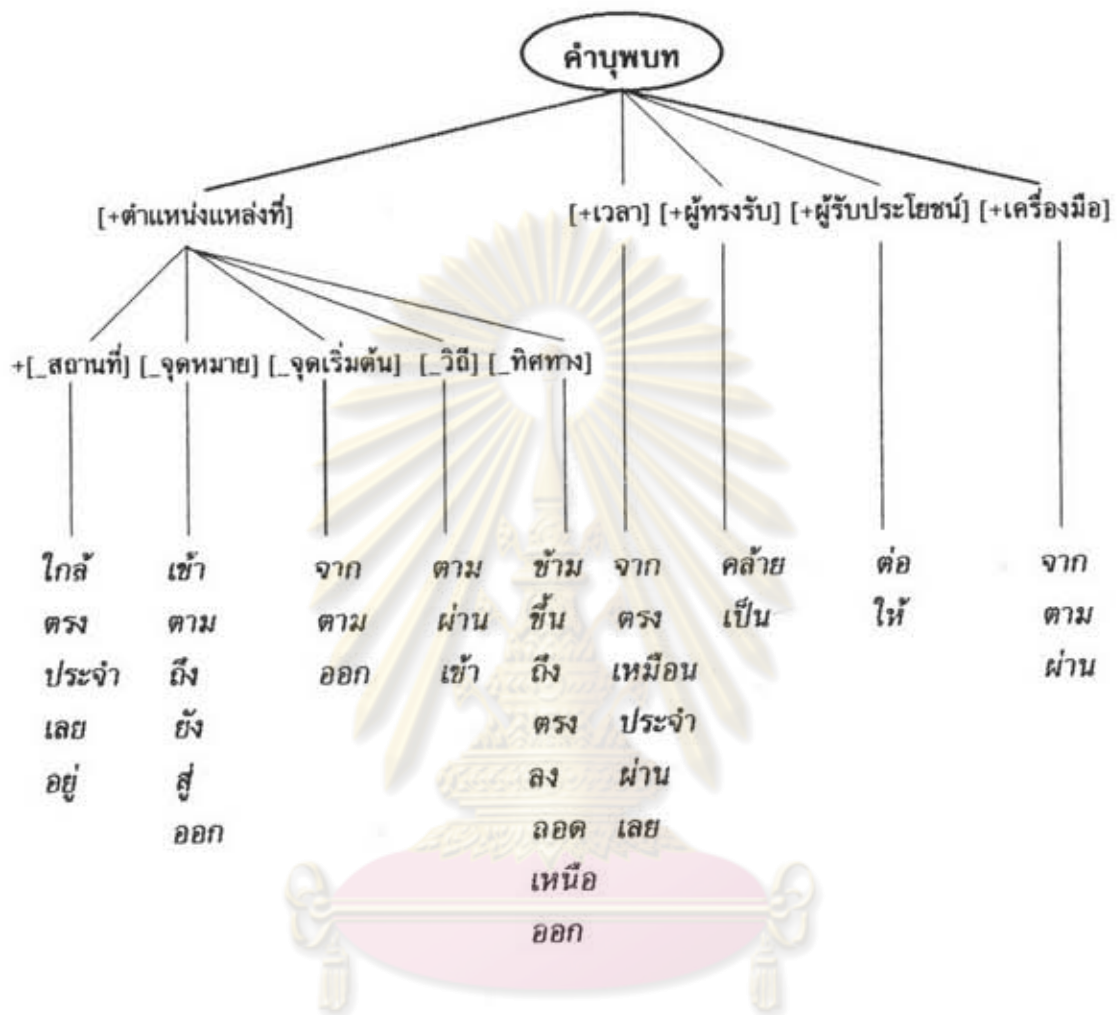 คำบุพบท
[+ตำแหน่งแหล่งที่] [+เวลา] [+ผู้ทรงรับ] [+ผู้รับประโยชน์] [+เครื่องมือ]
+[_สถานที่] [_จุดหมาย] [_จุดเริ่มต้น] [_วิถี] [_ทิศทาง]
ใกล้ เข้า จาก ตาม ข้าม จาก คล้าย ต่อ จาก
ตรง ตาม ตาม ผ่าน ขึ้น ตรง เป็น ให้ ตาม
ประจำ ถึง ออก เข้า ถึง เหมือน ผ่าน
เลย ยัง ตรง ประจำ
อยู่ สู่ ลง ผ่าน
ออก ลอด เลย
เหนือ
ออก